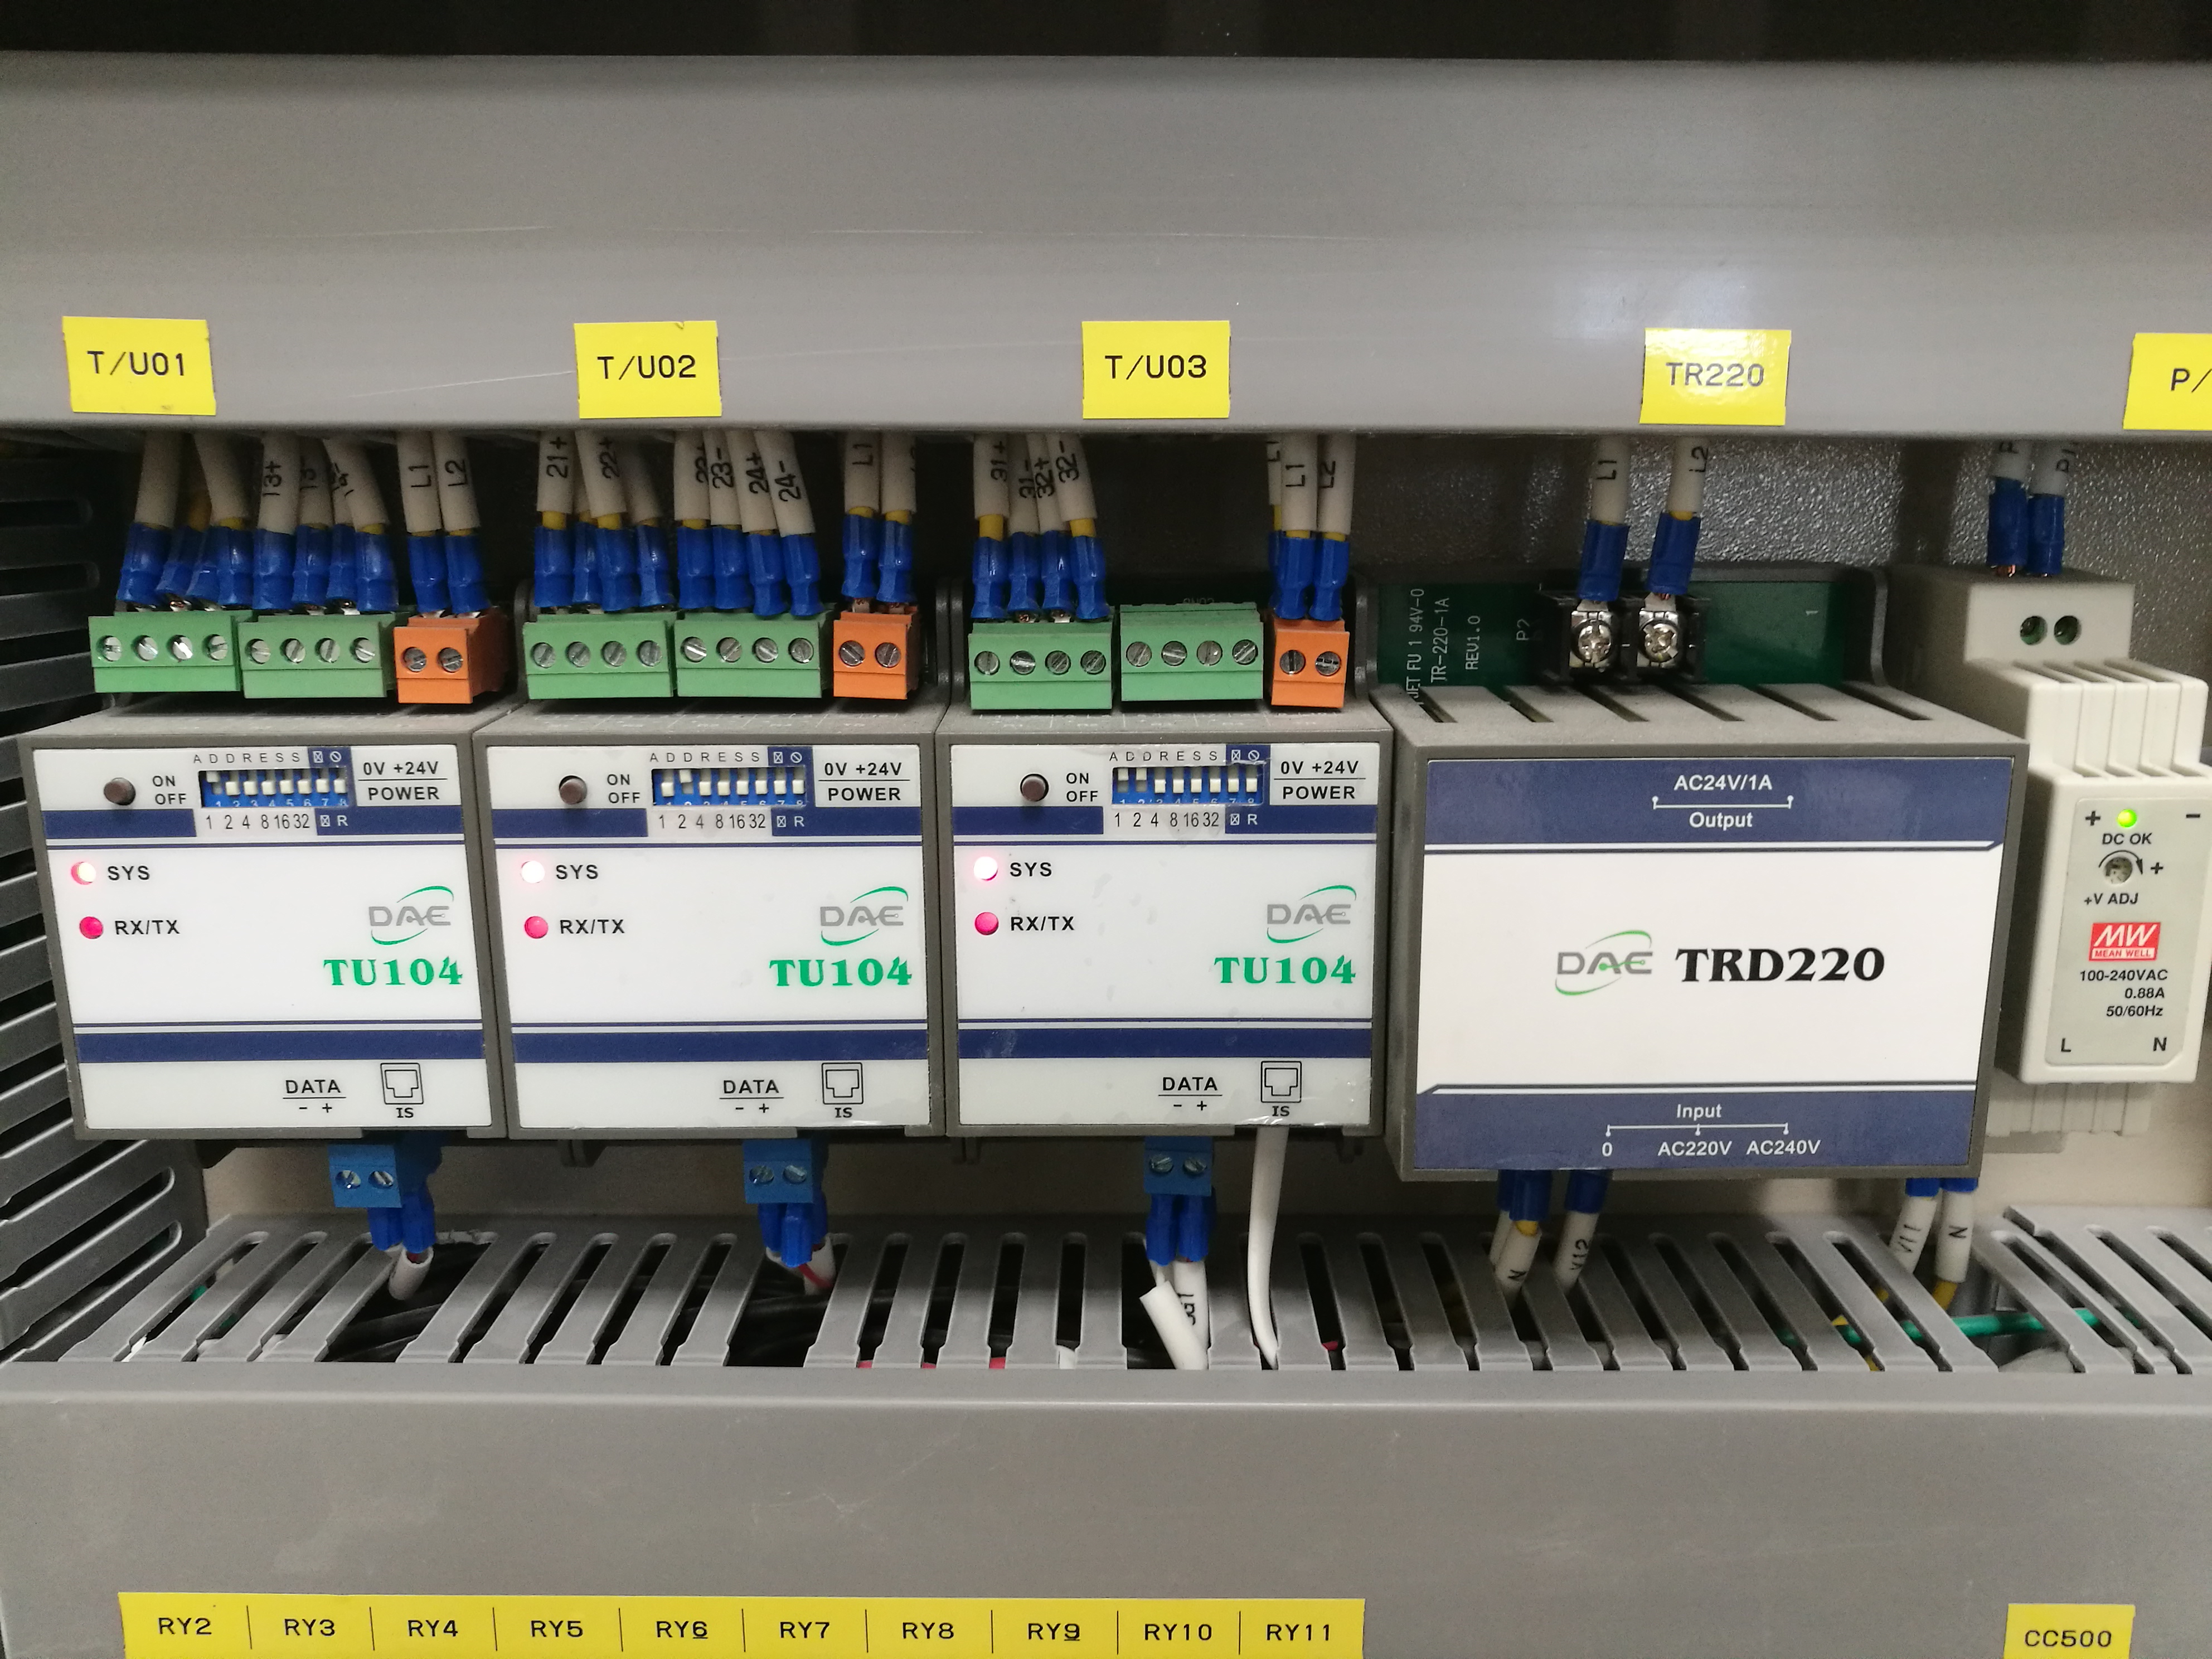 T/U01
T/U02
T/U03
TR220
P/
13+
L1
L2
21+
22+
23-
24+
24-
L1
31+
31-
32+
32-
L1
L2
L1
L2
JET FU 1 94V-0
TR-220-1A
REV1.0
P2
1
ADDRESS
ON
OFF
0V +24V
POWER
1 2 4 8 16 32 R
SYS
RX/TX
DAE
TU104
DATA
- +
IS
ADDRESS
ON
OFF
0V +24V
POWER
1 2 4 8 16 32 R
SYS
RX/TX
DAE
TU104
DATA
- +
IS
ADDRESS
ON
OFF
0V +24V
POWER
1 2 4 8 16 32 R
SYS
RX/TX
DAE
TU104
DATA
- +
IS
AC24V/1A
Output
DAE TRD220
Input
0 AC220V AC240V
+ -
DC OK
+
+V ADJ
MW
MEAN WELL
100-240VAC
0.88A
50/60Hz
L N
N
N
RY2 RY3 RY4 RY5 RY6 RY7 RY8 RY9 RY10 RY11
CC500